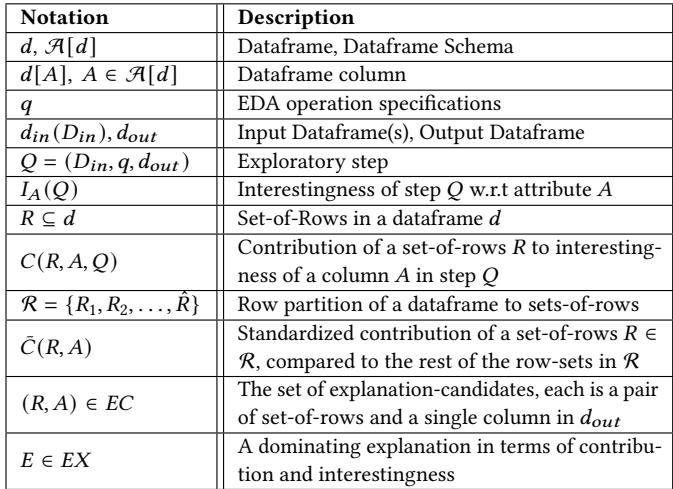 Notation Description
d, 𝒜[d] Dataframe, Dataframe Schema
d[A], A ∈ 𝒜[d] Dataframe column
q EDA operation specifications
d_in(D_in), d_out Input Dataframe(s), Output Dataframe
Q = (D_in, q, d_out) Exploratory step
I_A(Q) Interestingness of step Q w.r.t attribute A
R ⊆ d Set-of-Rows in a dataframe d
C(R, A, Q) Contribution of a set-of-rows R to interesting-
ness of a column A in step Q
ℛ = {R_1, R_2, . . . , R̂} Row partition of a dataframe to sets-of-rows
C̄(R, A) Standardized contribution of a set-of-rows R ∈
ℛ, compared to the rest of the row-sets in ℛ
(R, A) ∈ EC The set of explanation-candidates, each is a pair
of set-of-rows and a single column in d_out
E ∈ EX A dominating explanation in terms of contribu-
tion and interestingness